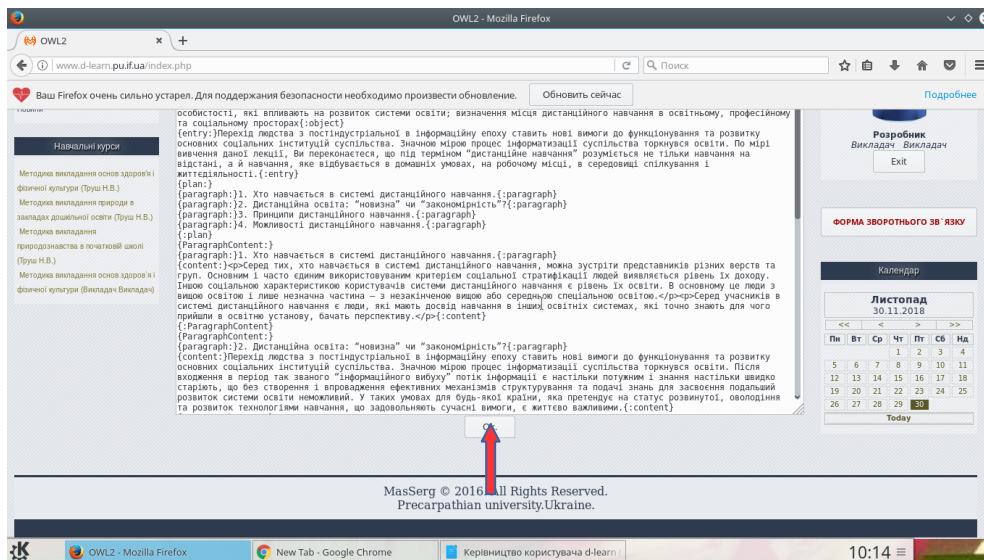 OWL2 - Mozilla Firefox
OWL2
www.d-learn.pu.if.ua/index.php
Поиск
Ваш Firefox очень сильно устарел. Для поддержания безопасности необходимо произвести обновление.
Обновить сейчас
Подробнее
Навчальні курси
Методика викладання основ здоров'я і
фізичної культури (Труш Н.В.)
Методика викладання природи в
закладах дошкільної освіти (Труш Н.В.)
Методика викладання
природознавства в початковій школі
(Труш Н.В.)
Методика викладання основ здоров`я і
фізичної культури (Викладач Викладач)
особистості, які впливають на розвиток системи освіти; визначення місця дистанційного навчання в освітньому, професійному
та соціальному просторах{:object}
{entry:}Перехід людства з постіндустріальної в інформаційну епоху ставить нові вимоги до функціонування та розвитку
основних соціальних інституцій суспільства. Значною мірою процес інформатизації суспільства торкнувся освіти. По мірі
вивчення даної лекції, Ви переконаєтеся, що під терміном “дистанційне навчання” розуміється не тільки навчання на
відстані, а й навчання, яке відбувається в домашніх умовах, на робочому місці, в середовищі спілкування і
життєдіяльності.{:entry}
{plan:}
{paragraph:}1. Хто навчається в системі дистанційного навчання.{:paragraph}
{paragraph:}2. Дистанційна освіта: “новизна” чи “закономірність”?{:paragraph}
{paragraph:}3. Принципи дистанційного навчання.{:paragraph}
{paragraph:}4. Можливості дистанційного навчання.{:paragraph}
{:plan}
{ParagraphContent:}
{paragraph:}1. Хто навчається в системі дистанційного навчання.{:paragraph}
{content:}<p>Серед тих, хто навчається в системі дистанційного навчання, можна зустріти представників різних верств та
груп. Основним і часто єдиним використовуваним критерієм соціальної стратифікації людей виявляється рівень їх доходу.
Іншою соціальною характеристикою користувачів системи дистанційного навчання є рівень їх освіти. В основному це люди з
вищою освітою і лише незначна частина – з незакінченою вищою або середньою спеціальною освітою.</p><p>Серед учасників в
системі дистанційного навчання є люди, які мають досвід навчання в інших освітніх системах, які точно знають для чого
прийшли в освітню установу, бачать перспективу.</p>{:content}
{:ParagraphContent}
{ParagraphContent:}
{paragraph:}2. Дистанційна освіта: “новизна” чи “закономірність”?{:paragraph}
{content:}Перехід людства з постіндустріальної в інформаційну епоху ставить нові вимоги до функціонування та розвитку
основних соціальних інституцій суспільства. Значною мірою процес інформатизації суспільства торкнувся освіти. Після
входження в період так званого “інформаційного вибуху” потік інформації є настільки потужним і знання настільки швидко
старіють, що без створення і впровадження ефективних механізмів структурування та подачі знань для засвоєння подальший
розвиток системи освіти неможливий. У таких умовах для будь-якої країни, яка претендує на статус розвинутої, оволодіння
та розвиток технологіями навчання, що задовольняють сучасні вимоги, є життєво важливими.{:content}
Розробник
Викладач Викладач
Exit
ФОРМА ЗВОРОТНЬОГО ЗВ`ЯЗКУ
Календар
Листопад
30.11.2018
<< < > >>
Пн Вт Ср Чт Пт Сб Нд
1 2 3 4
5 6 7 8 9 10 11
12 13 14 15 16 17 18
19 20 21 22 23 24 25
26 27 28 29 30
Today
MasSerg © 2016. All Rights Reserved.
Precarpathian university.Ukraine.
OWL2 - Mozilla Firefox
New Tab - Google Chrome
Керівництво користувача d-learn
10:14